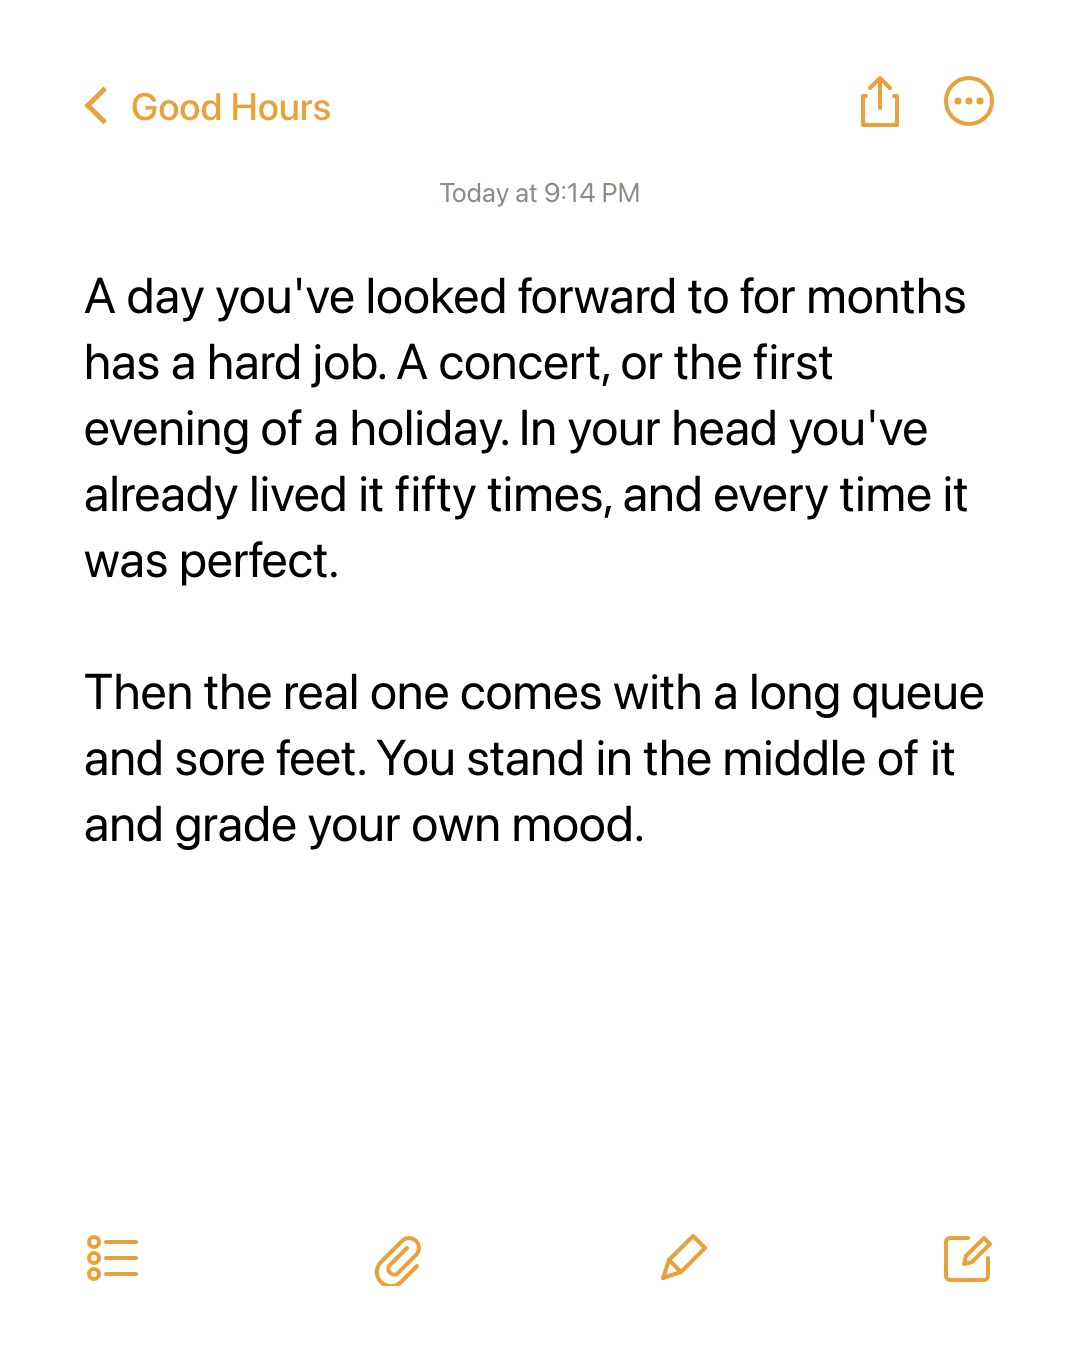 Good Hours
Today at 9:14 PM
A day you've looked forward to for months
has a hard job. A concert, or the first
evening of a holiday. In your head you've
already lived it fifty times, and every time it
was perfect.
Then the real one comes with a long queue
and sore feet. You stand in the middle of it
and grade your own mood.